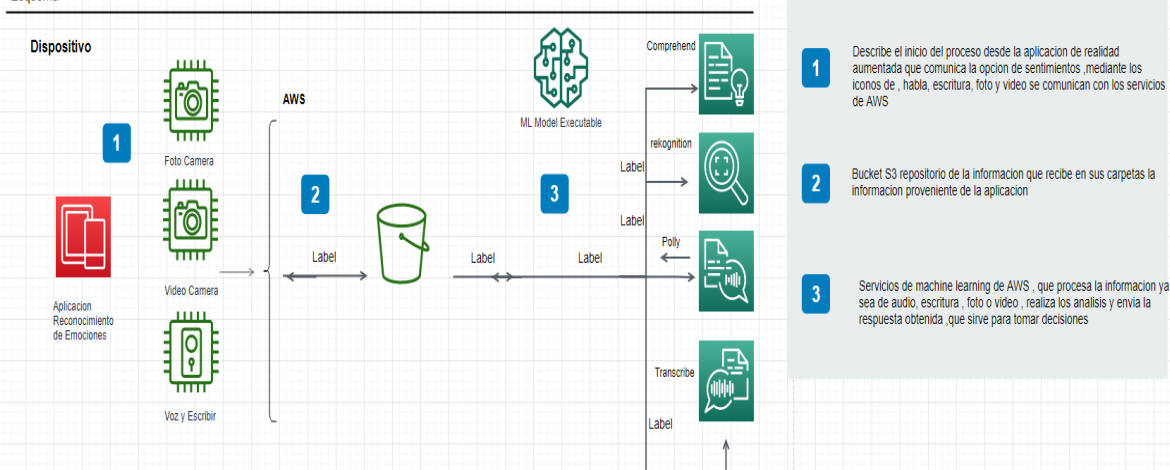 Esquema
Dispositivo
AWS
1
Foto Camera
Video Camera
Voz y Escribir
Aplicacion
Reconocimiento
de Emociones
2
Label
Label
3
Label
ML Model Executable
Comprehend
rekognition
Label
Label
Polly
Transcribe
Label
1
Describe el inicio del proceso desde la aplicacion de realidad
aumentada que comunica la opcion de sentimientos ,mediante los
iconos de , habla, escritura, foto y video se comunican con los servicios
de AWS
2
Bucket S3 repositorio de la informacion que recibe en sus carpetas la
informacion proveniente de la aplicacion
3
Servicios de machine learning de AWS , que procesa la informacion ya
sea de audio, escritura , foto o video , realiza los analisis y envia la
respuesta obtenida ,que sirve para tomar decisiones